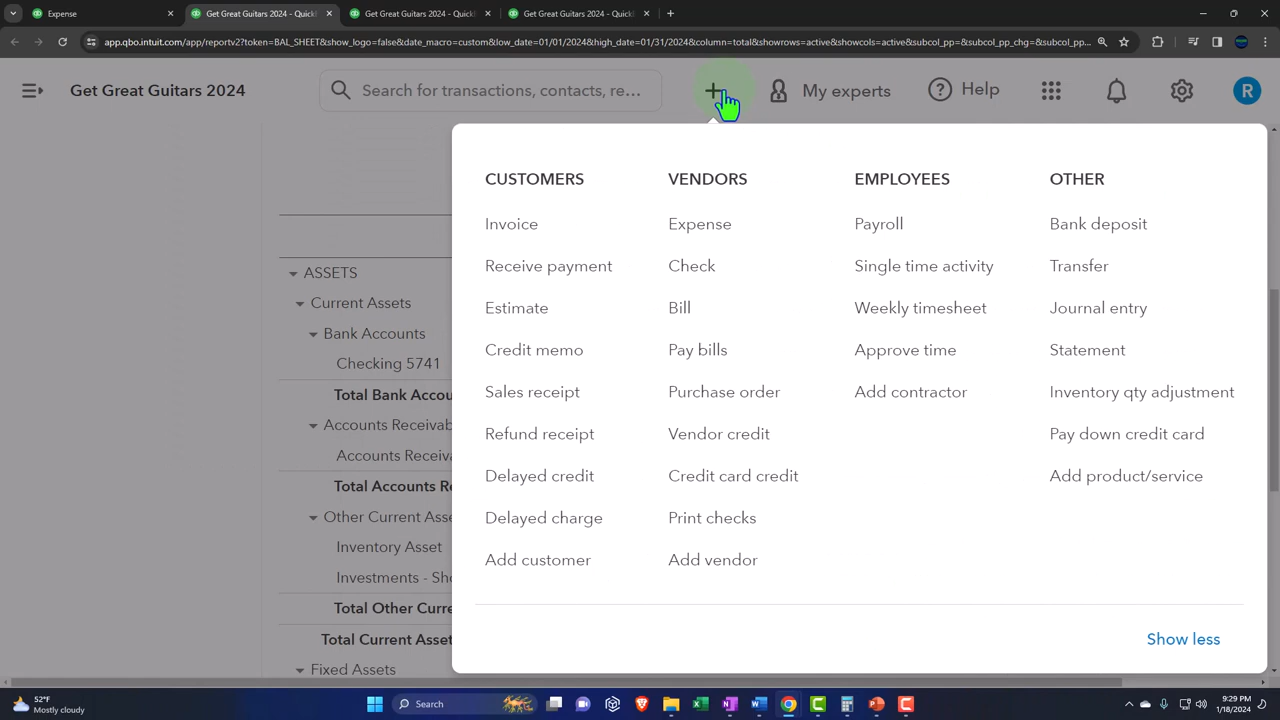 Expense
Get Great Guitars 2024 - Quick
Get Great Guitars 2024 - Quick
Get Great Guitars 2024 - Quick
app.qbo.intuit.com/app/reportv2?token=BAL_SHEET&show_logo=false&date_macro=custom&low_date=01/01/2024&high_date=01/31/2024&column=total&showrows=active&showcols=active&subcol_pp=&subcol_pp_chg=&subcol_pp...
Get Great Guitars 2024
Search for transactions, contacts, re...
My experts
Help
R
CUSTOMERS
Invoice
Receive payment
Estimate
Credit memo
Sales receipt
Refund receipt
Delayed credit
Delayed charge
Add customer
VENDORS
Expense
Check
Bill
Pay bills
Purchase order
Vendor credit
Credit card credit
Print checks
Add vendor
EMPLOYEES
Payroll
Single time activity
Weekly timesheet
Approve time
Add contractor
OTHER
Bank deposit
Transfer
Journal entry
Statement
Inventory qty adjustment
Pay down credit card
Add product/service
Show less
ASSETS
Current Assets
Bank Accounts
Checking 5741
Total Bank Accou
Accounts Receivab
Accounts Receiva
Total Accounts Re
Other Current Asse
Inventory Asset
Investments - Sho
Total Other Curre
Total Current Asset
Fixed Assets
52°F
Mostly cloudy
Search
9:29 PM
1/18/2024